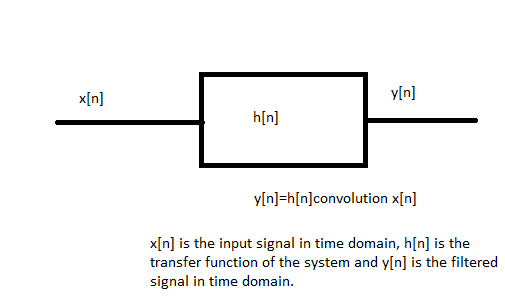 x[n]
y[n]
h[n]
y[n]=h[n]convolution x[n]
x[n] is the input signal in time domain, h[n] is the
transfer function of the system and y[n] is the filtered
signal in time domain.